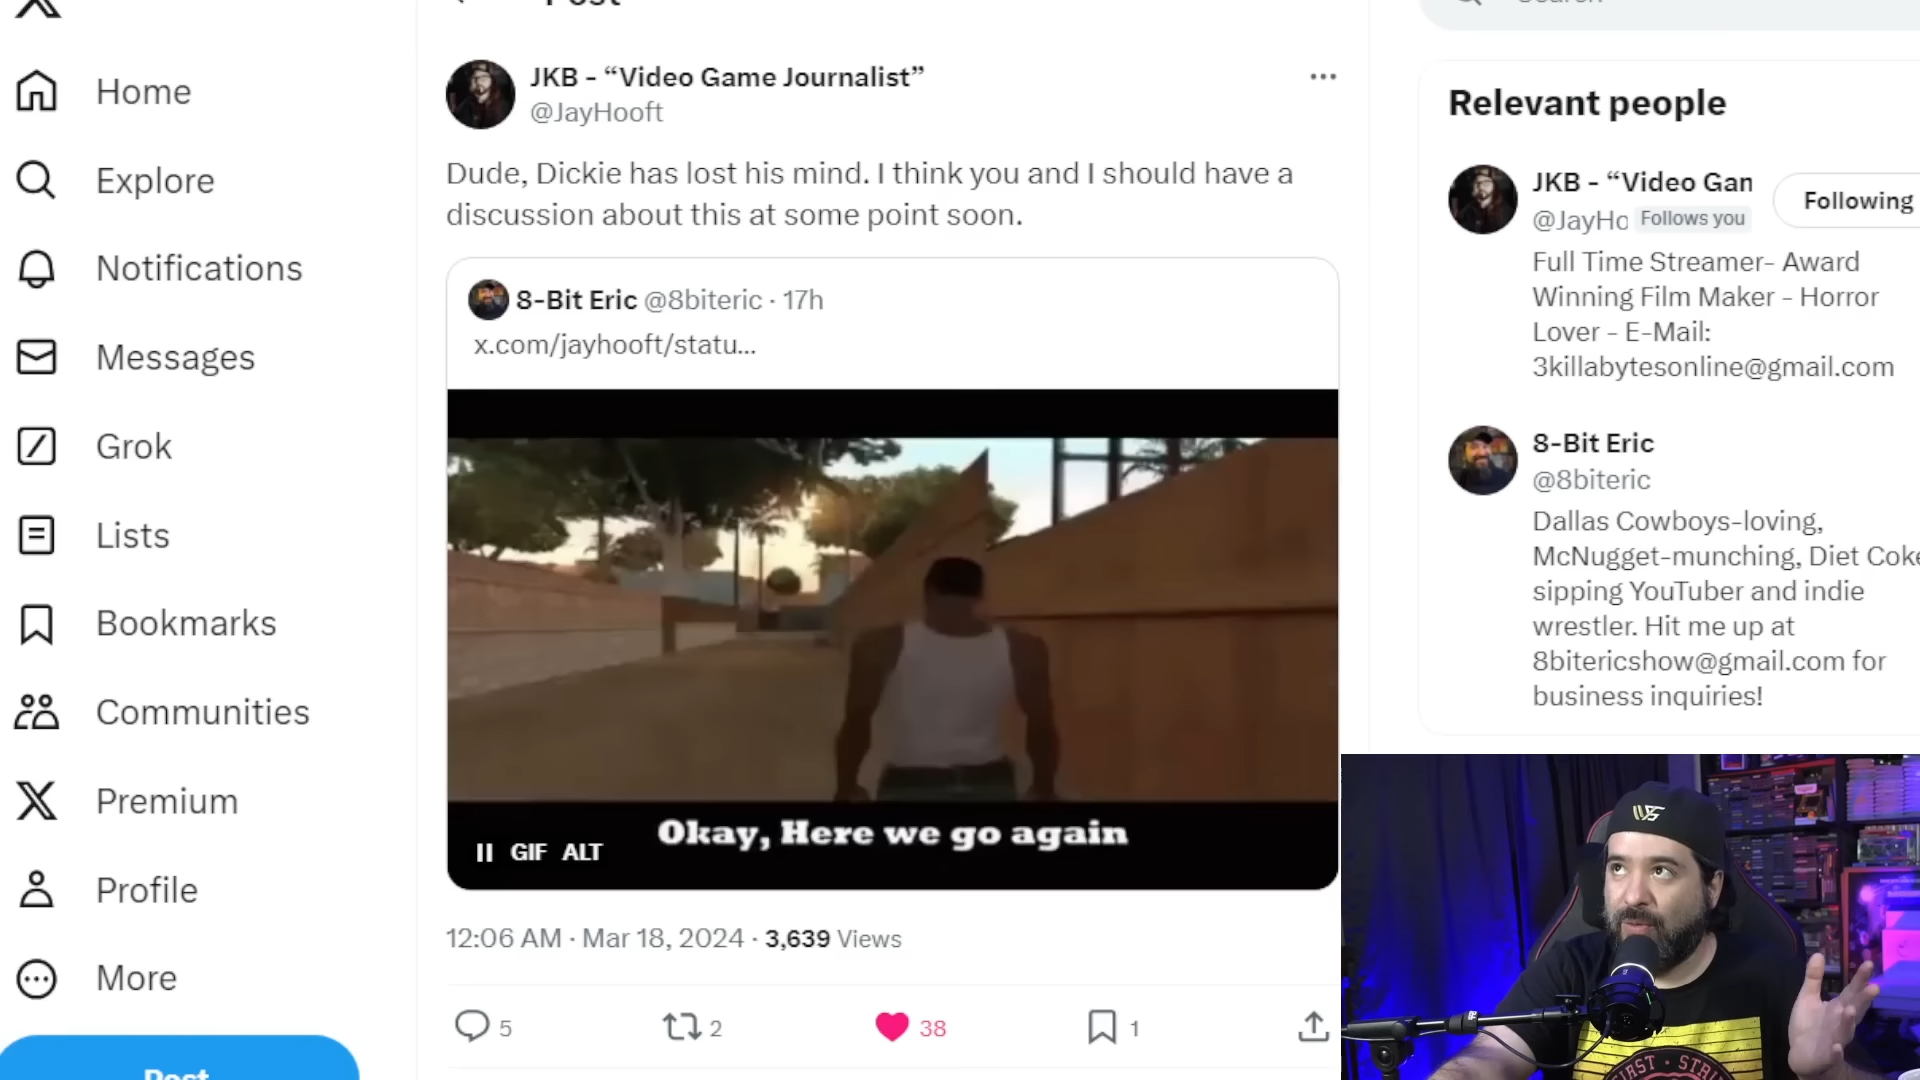 Post
Home
Explore
Notifications
Messages
Grok
Lists
Bookmarks
Communities
Premium
Profile
More
Post
JKB - “Video Game Journalist”
@JayHooft
Dude, Dickie has lost his mind. I think you and I should have a
discussion about this at some point soon.
8-Bit Eric @8biteric · 17h
x.com/jayhooft/statu...
Okay, Here we go again
GIF ALT
12:06 AM · Mar 18, 2024 · 3,639 Views
5
2
38
1
Search
Relevant people
JKB - “Video Gan
@JayHo Follows you
Following
Full Time Streamer- Award
Winning Film Maker - Horror
Lover - E-Mail:
3killabytesonline@gmail.com
8-Bit Eric
@8biteric
Dallas Cowboys-loving,
McNugget-munching, Diet Coke
sipping YouTuber and indie
wrestler. Hit me up at
8bitericshow@gmail.com for
business inquiries!